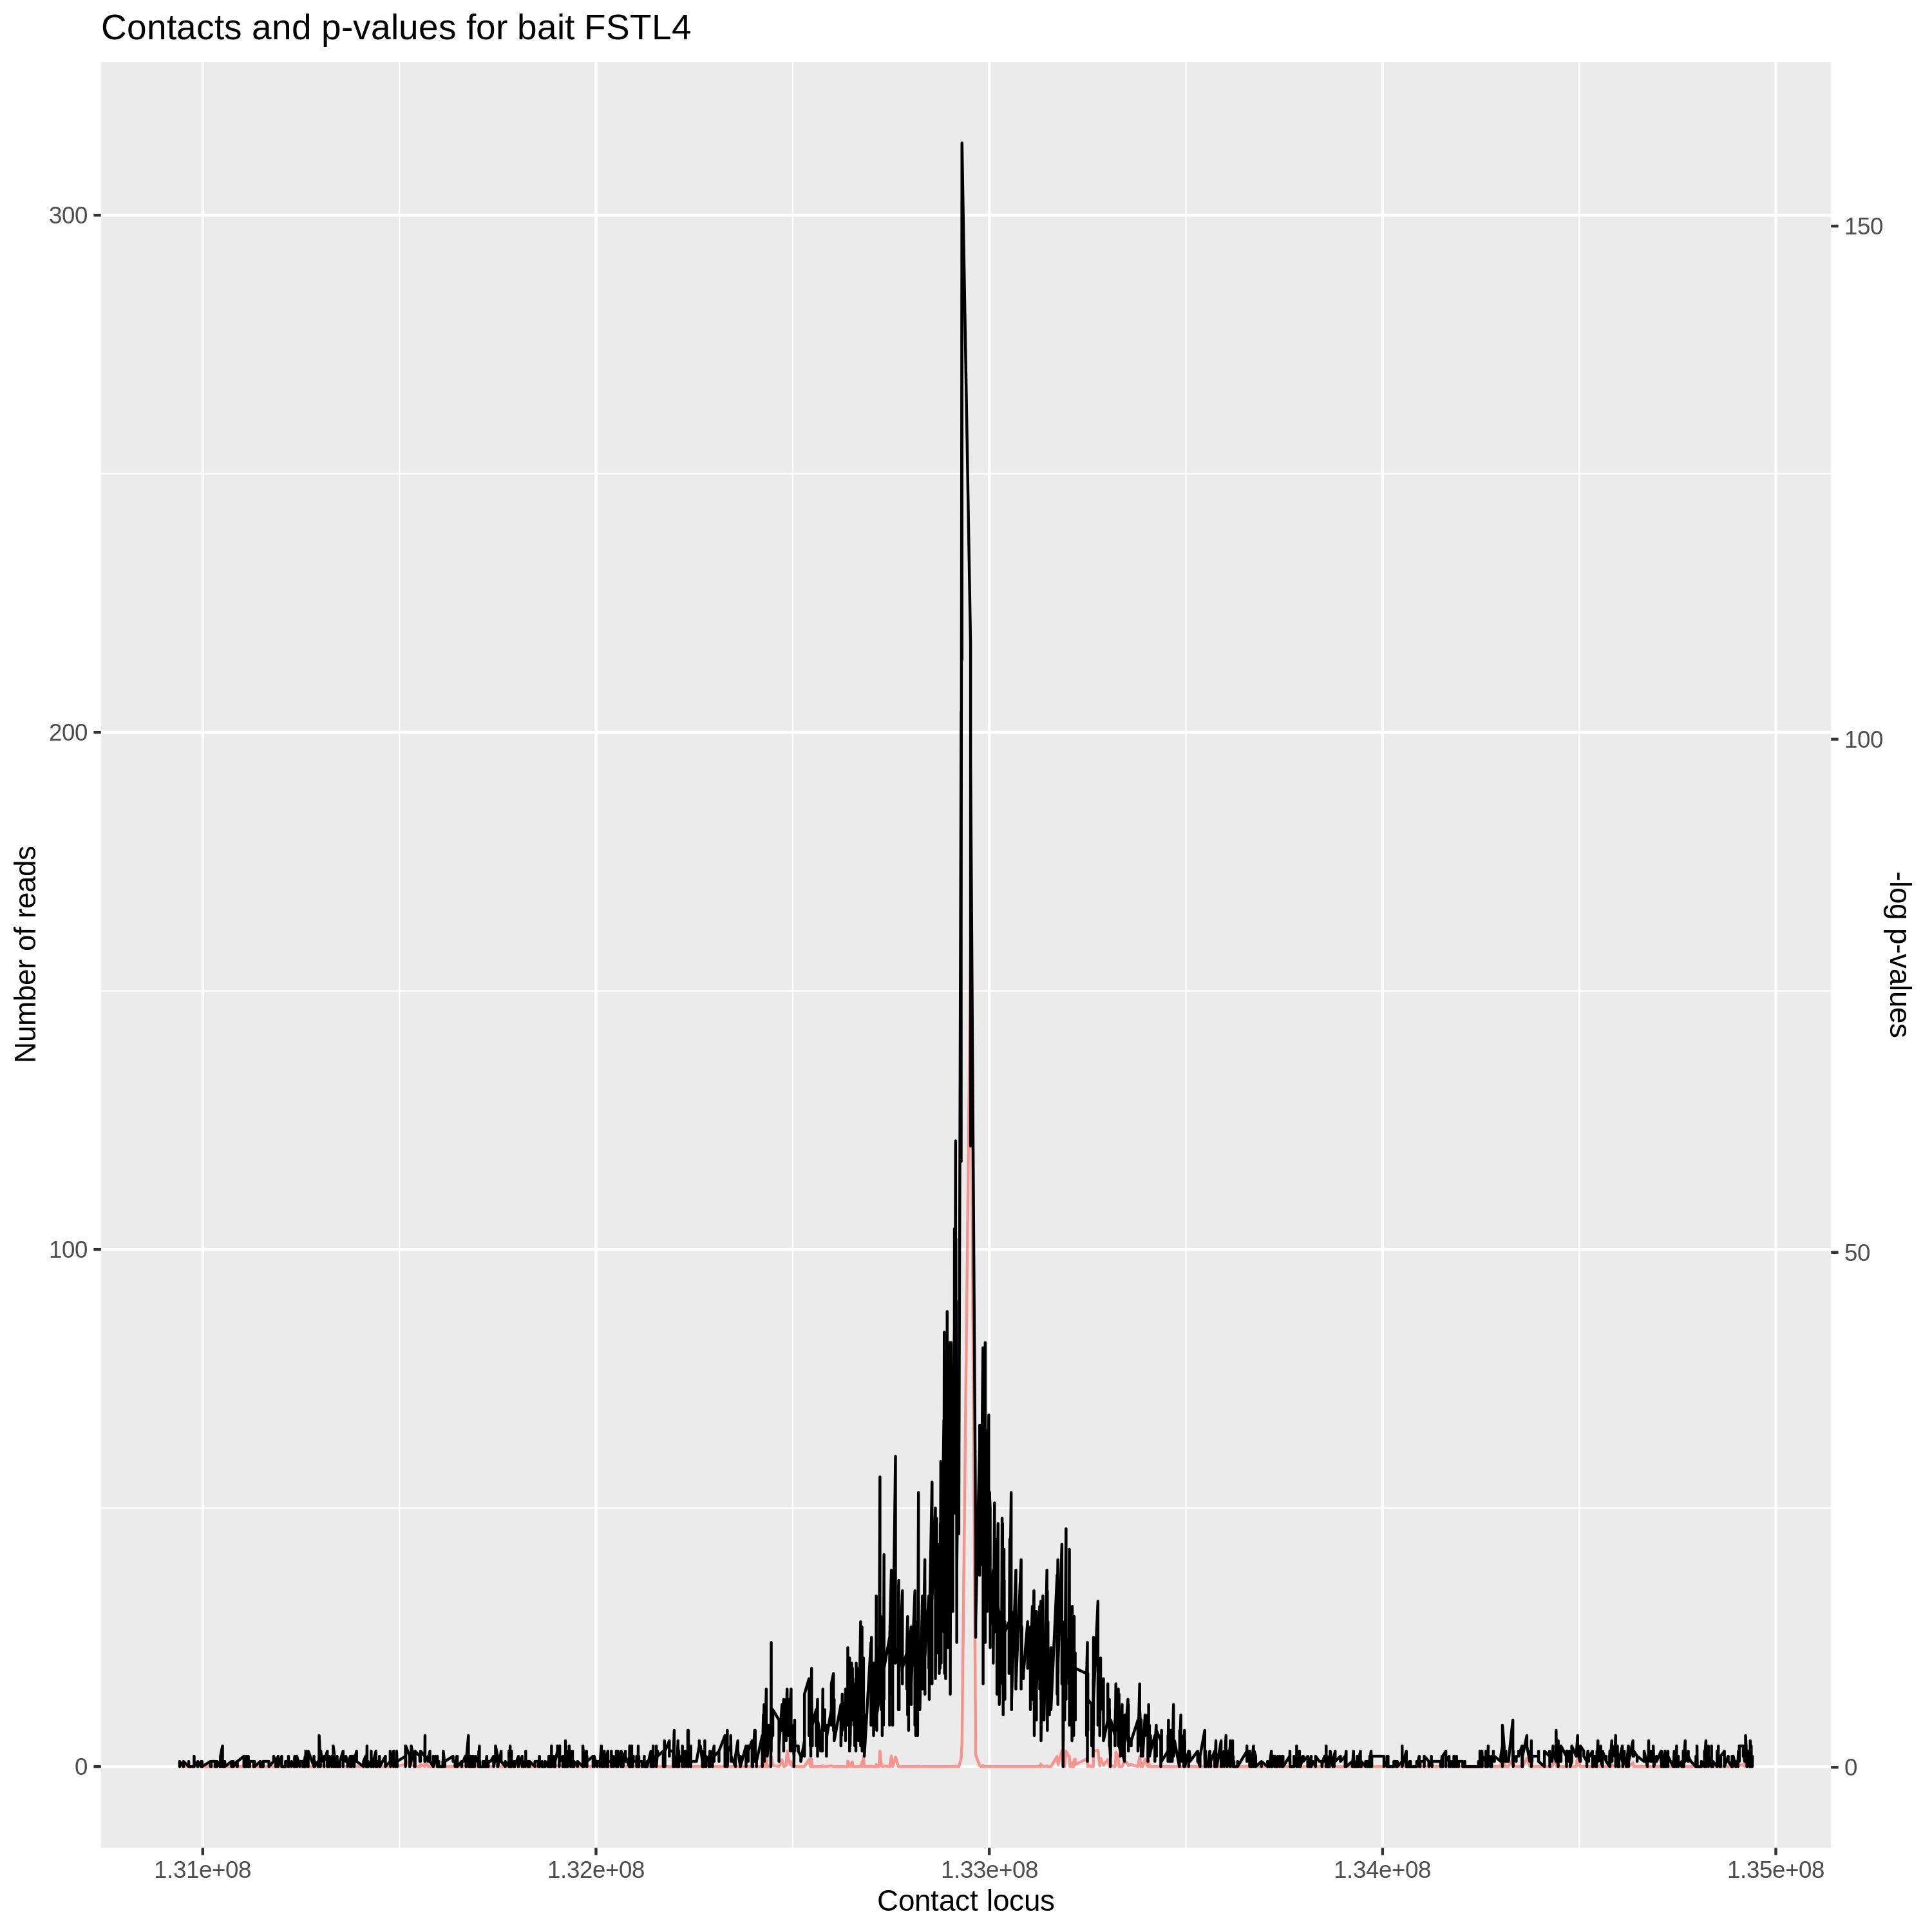 Contacts and p-values for bait FSTL4
300
200
100
0
Number of reads
150
100
50
0
-log p-values
1.31e+08 1.32e+08 1.33e+08 1.34e+08 1.35e+08
Contact locus